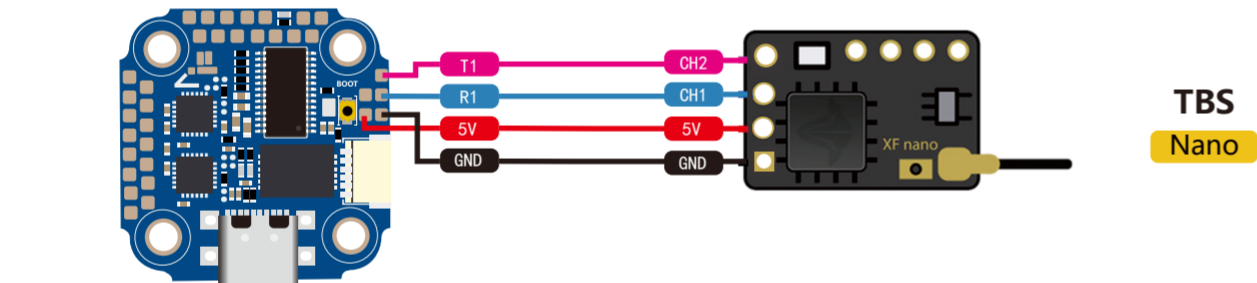 BOOT
T1
CH2
R1
CH1
5V
5V
GND
GND
XF nano
TBS
Nano